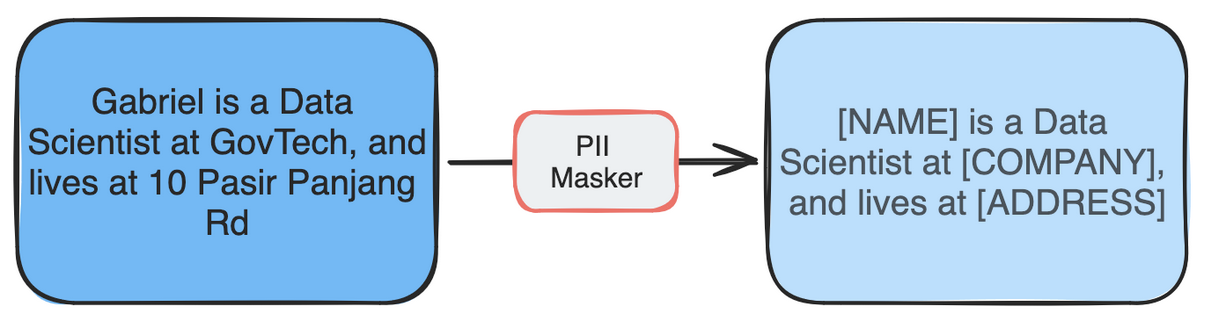 Gabriel is a Data
Scientist at GovTech, and
lives at 10 Pasir Panjang
Rd
PII
Masker
[NAME] is a Data
Scientist at [COMPANY],
and lives at [ADDRESS]